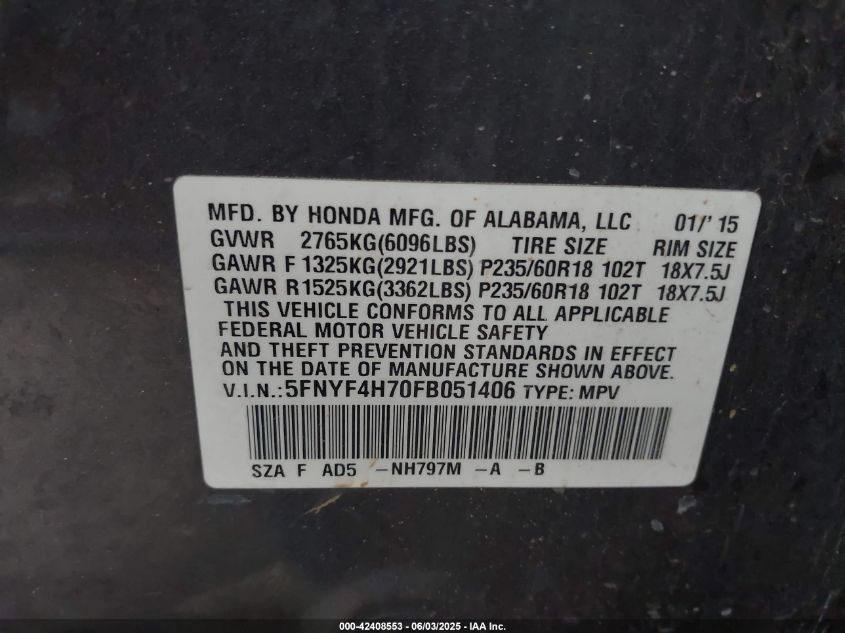 MFD. BY HONDA MFG. OF ALABAMA, LLC 01/' 15
GVWR 2765KG(6096LBS) TIRE SIZE RIM SIZE
GAWR F 1325KG(2921LBS) P235/60R18 102T 18X7.5J
GAWR R1525KG(3362LBS) P235/60R18 102T 18X7.5J
THIS VEHICLE CONFORMS TO ALL APPLICABLE
FEDERAL MOTOR VEHICLE SAFETY
AND THEFT PREVENTION STANDARDS IN EFFECT
ON THE DATE OF MANUFACTURE SHOWN ABOVE.
V.I.N.:5FNYF4H70FB051406 TYPE: MPV
SZA F AD5 -NH797M -A -B
000-42408553 - 06/03/2025 - IAA Inc.